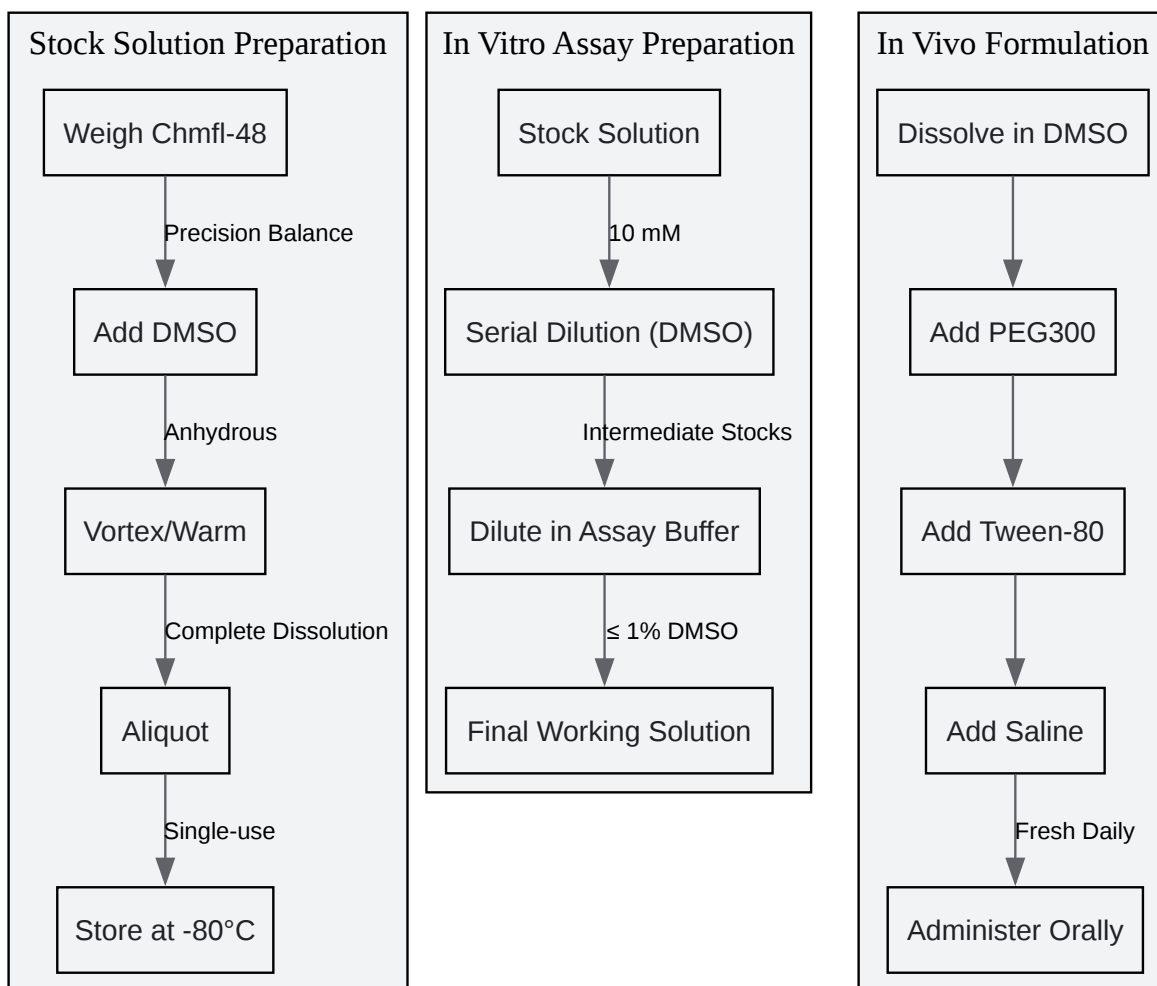 Stock Solution Preparation
Weigh Chmfl-48
Precision Balance
Add DMSO
Anhydrous
Vortex/Warm
Complete Dissolution
Aliquot
Single-use
Store at -80°C
In Vitro Assay Preparation
Stock Solution
10 mM
Serial Dilution (DMSO)
Intermediate Stocks
Dilute in Assay Buffer
≤ 1% DMSO
Final Working Solution
In Vivo Formulation
Dissolve in DMSO
Add PEG300
Add Tween-80
Add Saline
Fresh Daily
Administer Orally